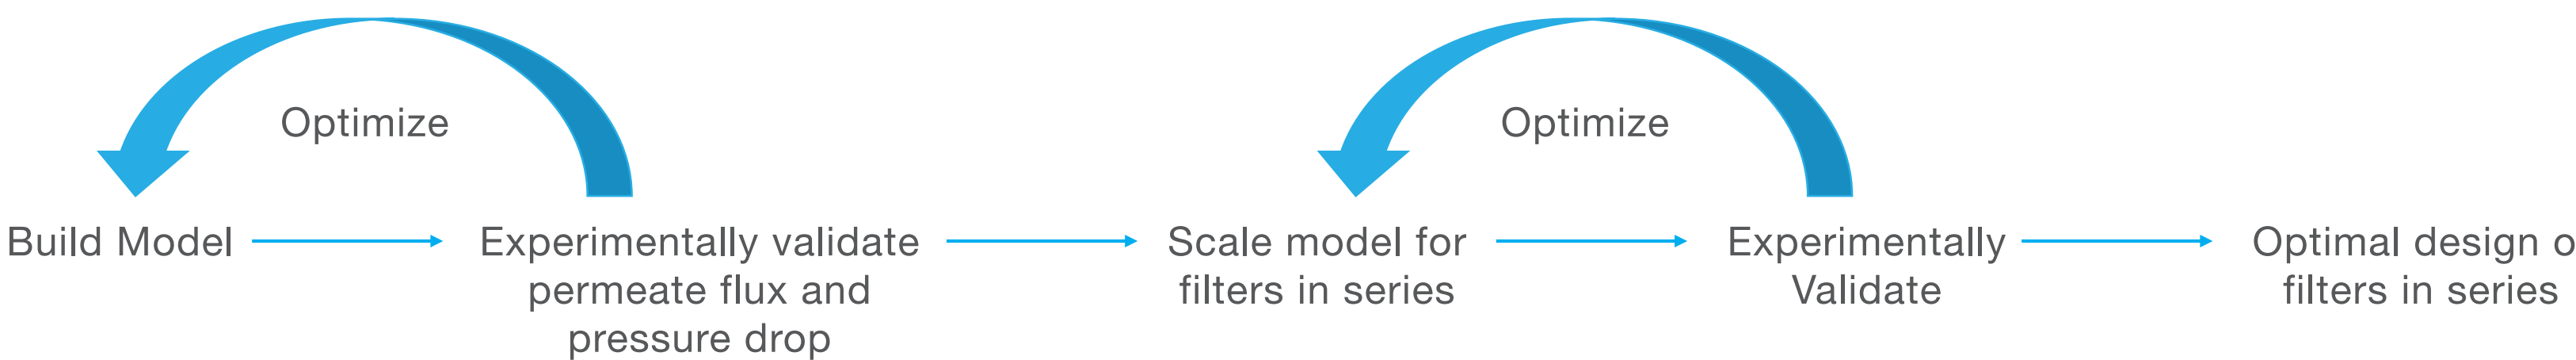 Optimize
Optimize
Build Model
Experimentally validate
permeate flux and
pressure drop
Scale model for
filters in series
Experimentally
Validate
Optimal design o
filters in series